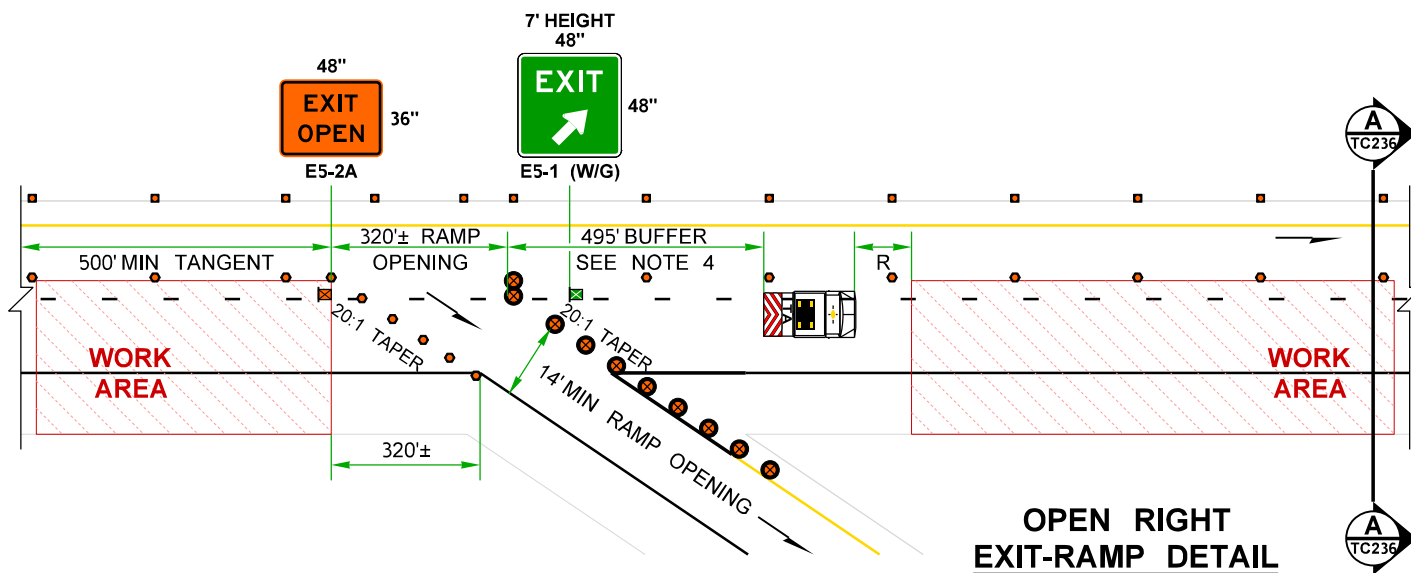 7' HEIGHT
48"
48"
EXIT
OPEN
36"
E5-2A
EXIT
48"
E5-1 (W/G)
A
TC236
500' MIN TANGENT
320'± RAMP
OPENING
495' BUFFER
SEE NOTE 4
R
20:1 TAPER
20:1 TAPER
WORK
AREA
WORK
AREA
14' MIN RAMP OPENING
320'±
OPEN RIGHT
EXIT-RAMP DETAIL
A
TC236